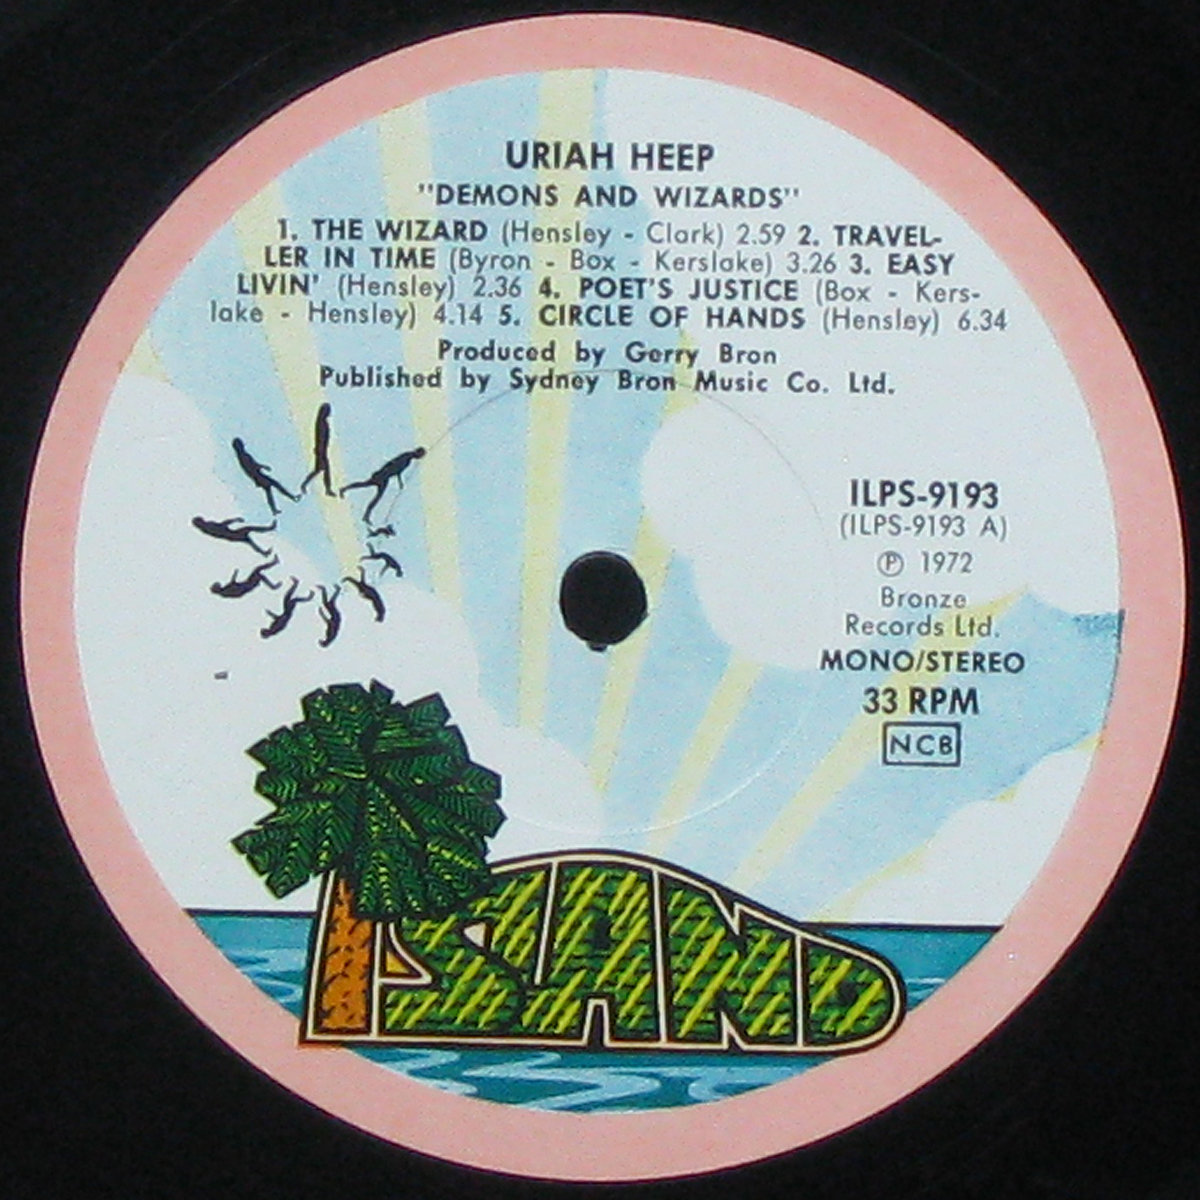 URIAH HEEP
"DEMONS AND WIZARDS"
1. THE WIZARD (Hensley - Clark) 2.59 2. TRAVEL-
LER IN TIME (Byron - Box - Kerslake) 3.26 3. EASY
LIVIN' (Hensley) 2.36 4. POET'S JUSTICE (Box - Kers-
lake - Hensley) 4.14 5. CIRCLE OF HANDS (Hensley) 6.34
Produced by Gerry Bron
Published by Sydney Bron Music Co. Ltd.
ILPS-9193
(ILPS-9193 A)
℗ 1972
Bronze
Records Ltd.
MONO/STEREO
33 RPM
NCB
ISLAND